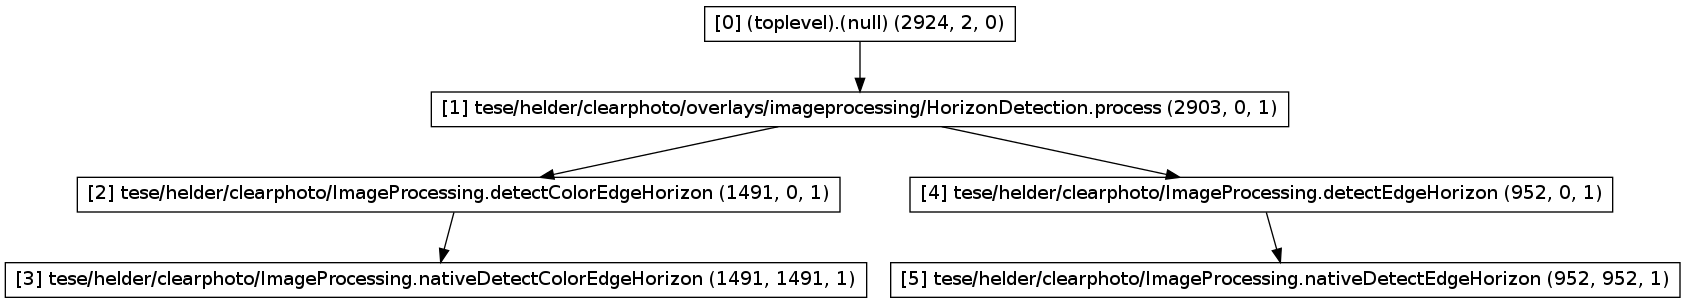 [0] (toplevel).(null) (2924, 2, 0)
[1] tese/helder/clearphoto/overlays/imageprocessing/HorizonDetection.process (2903, 0, 1)
[2] tese/helder/clearphoto/ImageProcessing.detectColorEdgeHorizon (1491, 0, 1)
[4] tese/helder/clearphoto/ImageProcessing.detectEdgeHorizon (952, 0, 1)
[3] tese/helder/clearphoto/ImageProcessing.nativeDetectColorEdgeHorizon (1491, 1491, 1)
[5] tese/helder/clearphoto/ImageProcessing.nativeDetectEdgeHorizon (952, 952, 1)